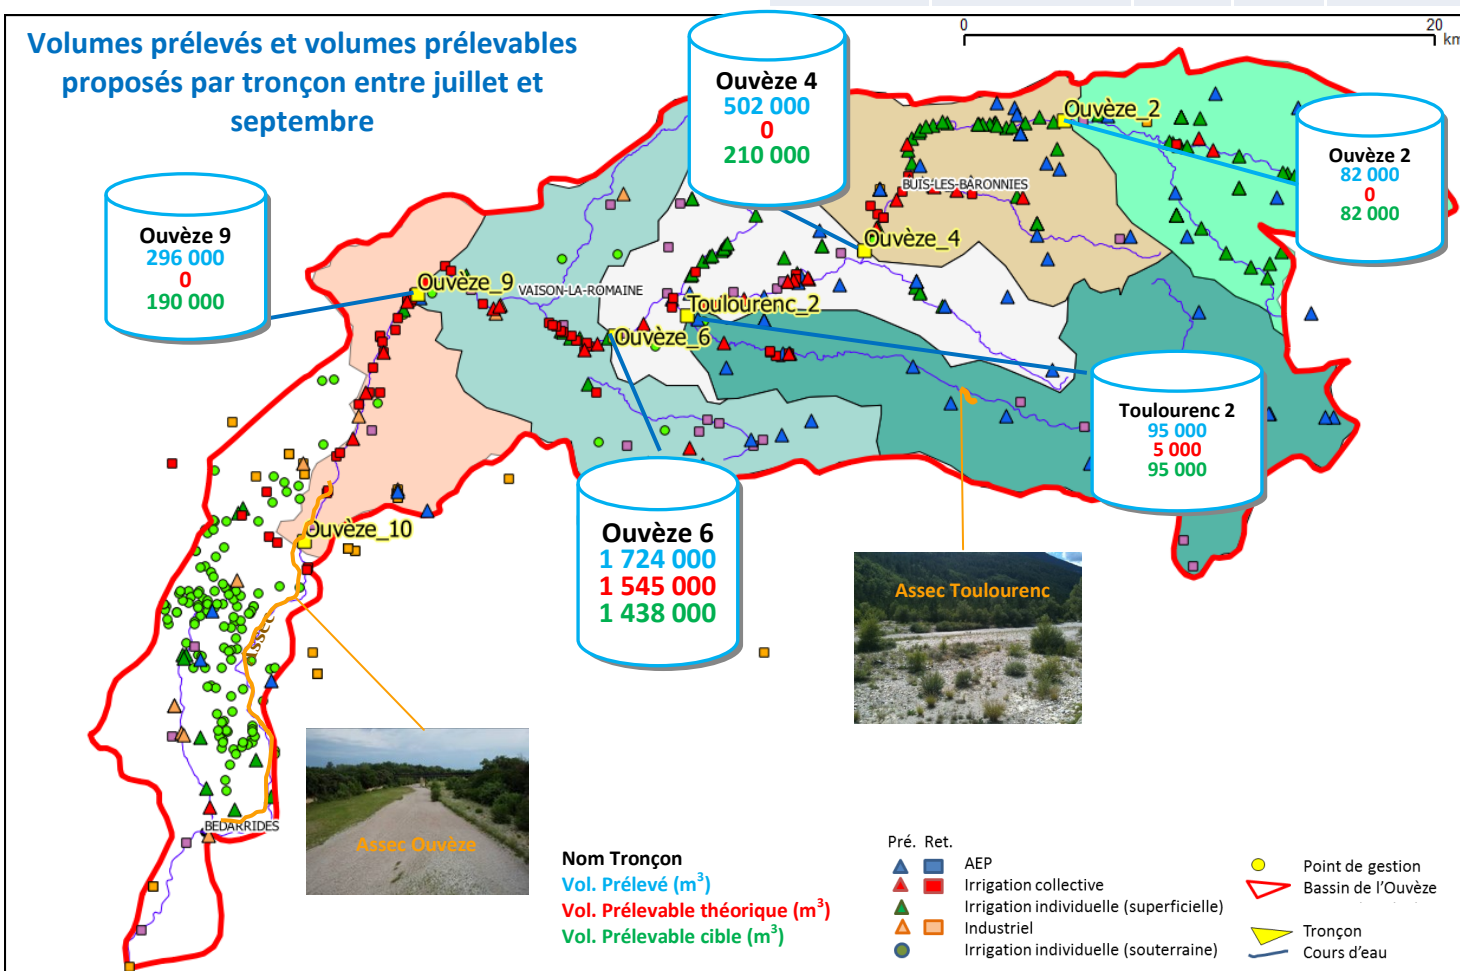 Volumes prélevés et volumes prélevables
proposés par tronçon entre juillet et
septembre
0
20
km
Ouvèze 4
502 000
0
210 000
Ouvèze_2
Ouvèze 2
82 000
0
82 000
BUIS-LES-BARONNIES
Ouvèze 9
296 000
0
190 000
Ouvèze_4
Ouvèze_9
VAISON-LA-ROMAINE
Toulourenc_2
Ouvèze_6
Toulourenc 2
95 000
5 000
95 000
Ouvèze 6
1 724 000
1 545 000
1 438 000
Ouvèze_10
Assec Toulourenc
Assec
BEDARRIDES
Assec Ouvèze
Nom Tronçon
Vol. Prélevé (m³)
Vol. Prélevable théorique (m³)
Vol. Prélevable cible (m³)
Pré. Ret.
AEP
Irrigation collective
Irrigation individuelle (superficielle)
Industriel
Irrigation individuelle (souterraine)
Point de gestion
Bassin de l'Ouvèze
Tronçon
Cours d'eau